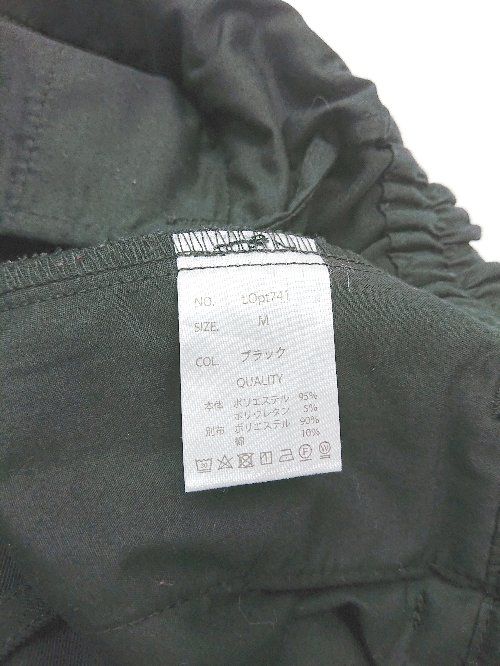 NO. LOpt741
SIZE. M
COL. ブラック
QUALITY
本体 ポリエステル 95%
ポリウレタン 5%
別布 ポリエステル 90%
綿 10%